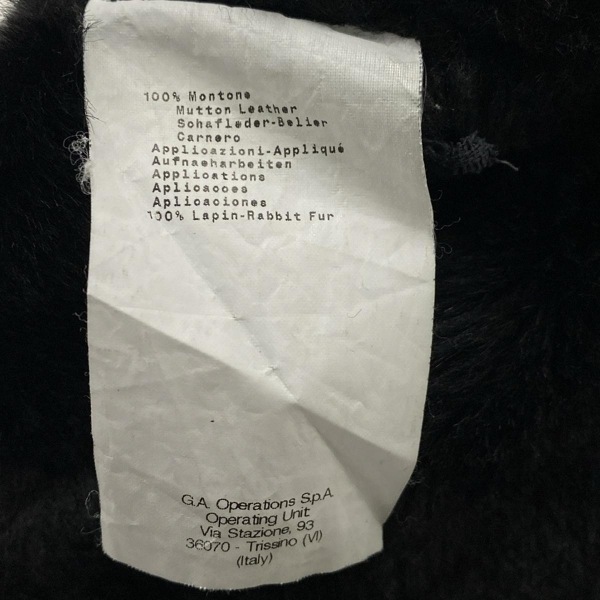 100% Montone
Mutton Leather
Schafleder-Belier
Carnero
Applicazioni-Appliqué
Aufnaeharbeiten
Applications
Aplicacoes
Aplicaciones
100% Lapin-Rabbit Fur
G.A. Operations S.p.A.
Operating Unit:
Via Stazione, 93
36070 - Trissino (VI)
(Italy)